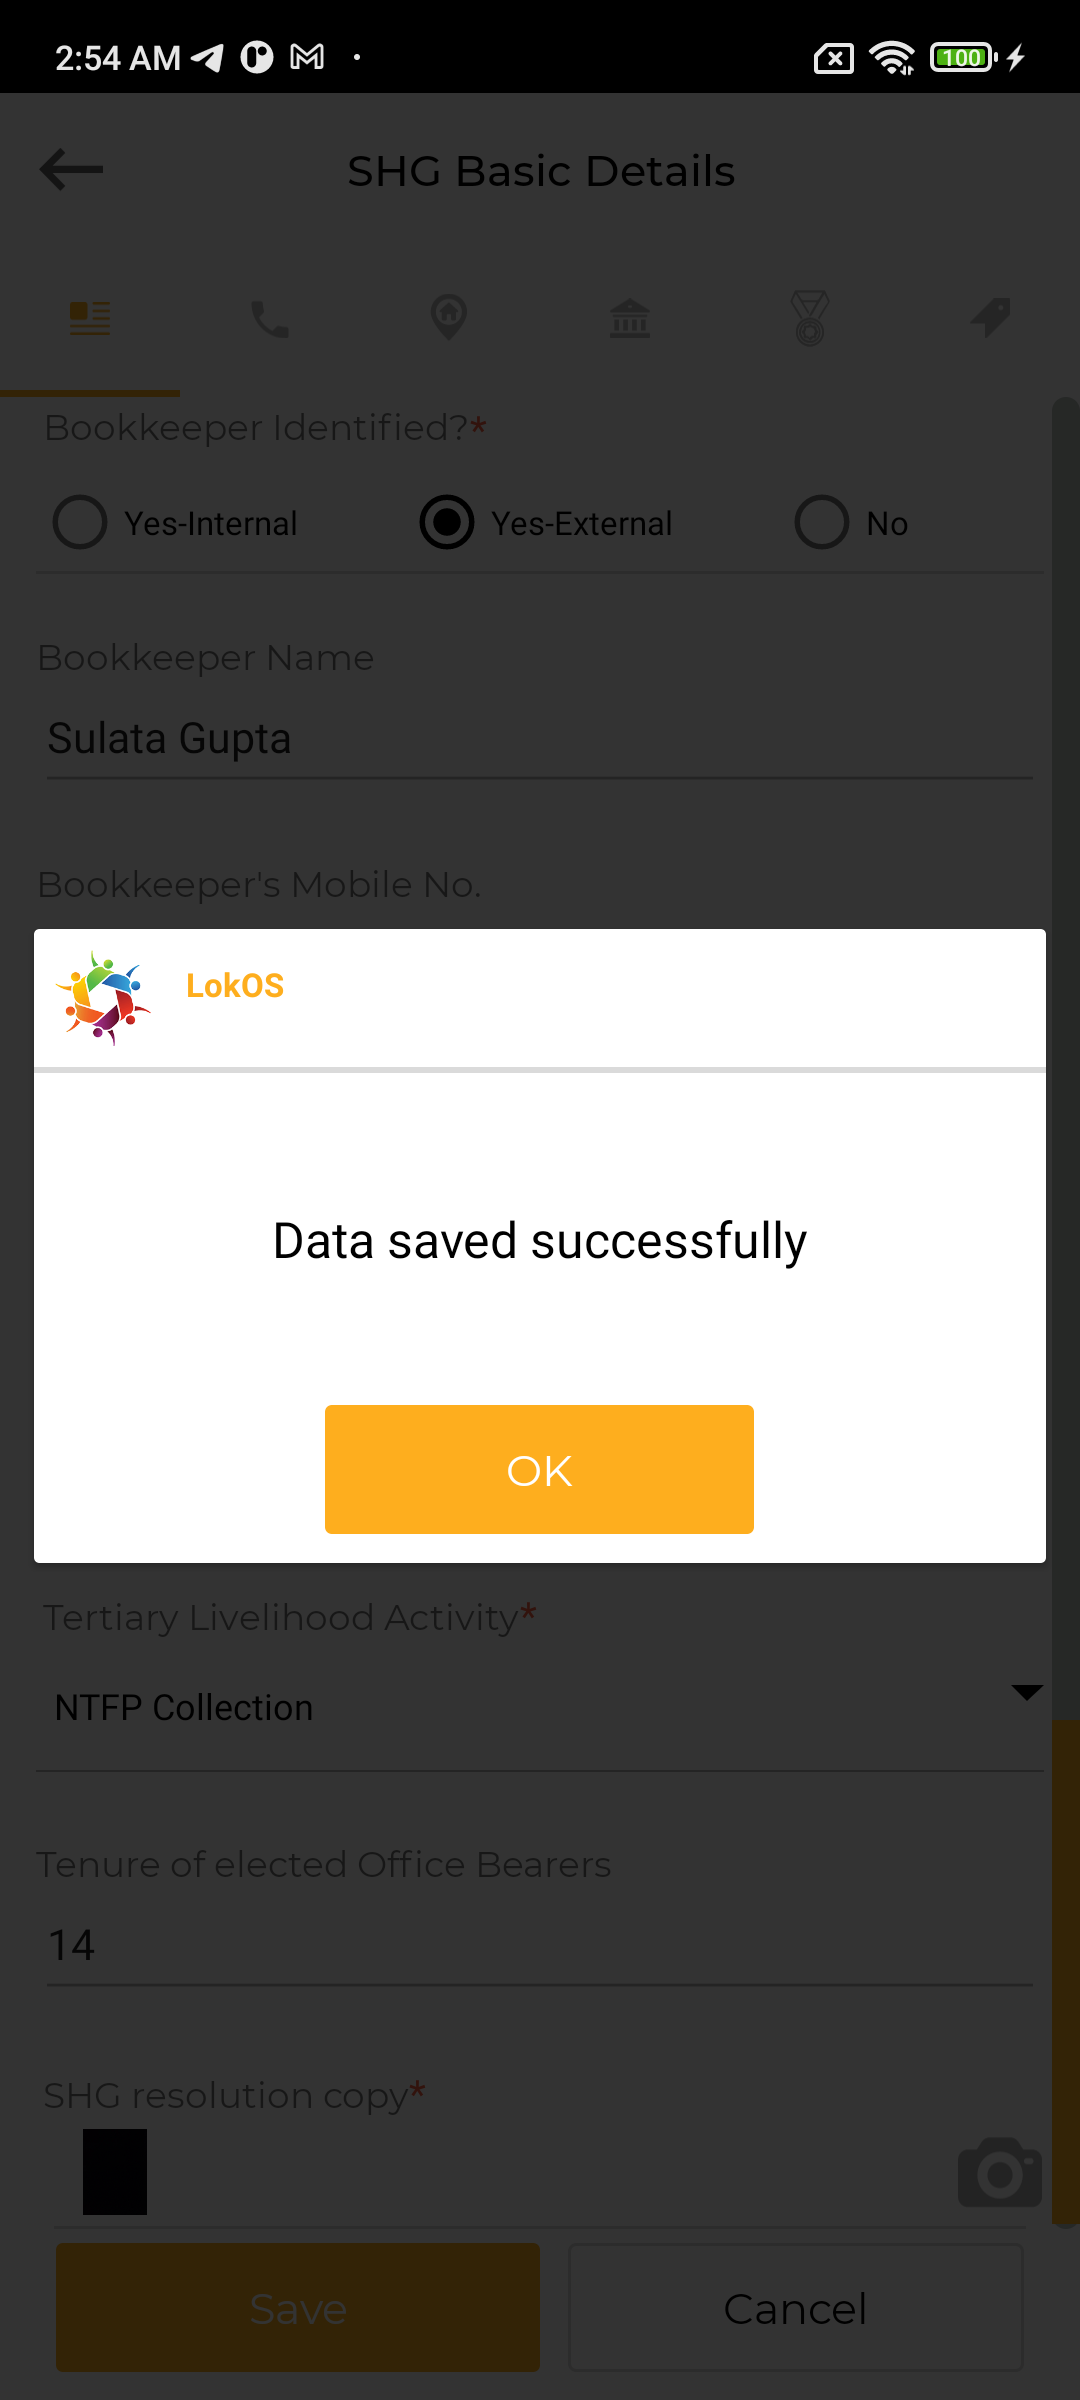 2:54 AM
100
SHG Basic Details
Bookkeeper Identified?*
Yes-Internal
Yes-External
No
Bookkeeper Name
Sulata Gupta
Bookkeeper's Mobile No.
LokOS
Data saved successfully
OK
Tertiary Livelihood Activity*
NTFP Collection
Tenure of elected Office Bearers
14
SHG resolution copy*
Save
Cancel